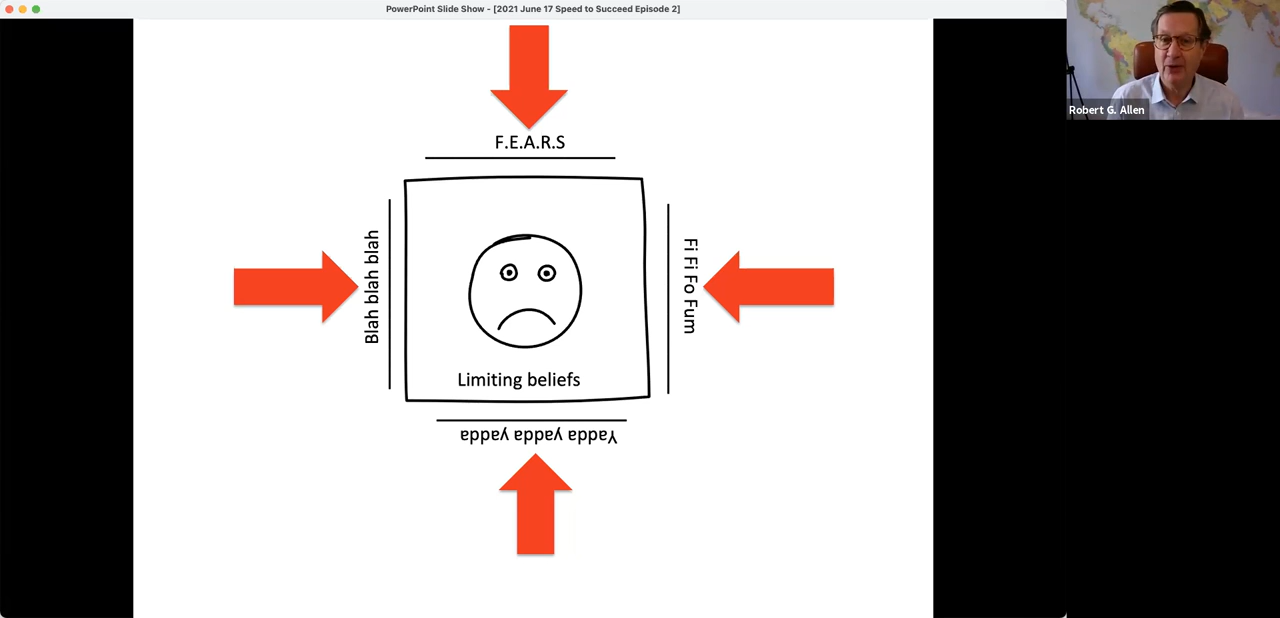 PowerPoint Slide Show - [2021 June 17 Speed to Succeed Episode 2]
Robert G. Allen
F.E.A.R.S
Blah blah blah
Fi Fi Fo Fum
Limiting beliefs
Yadda yadda yadda